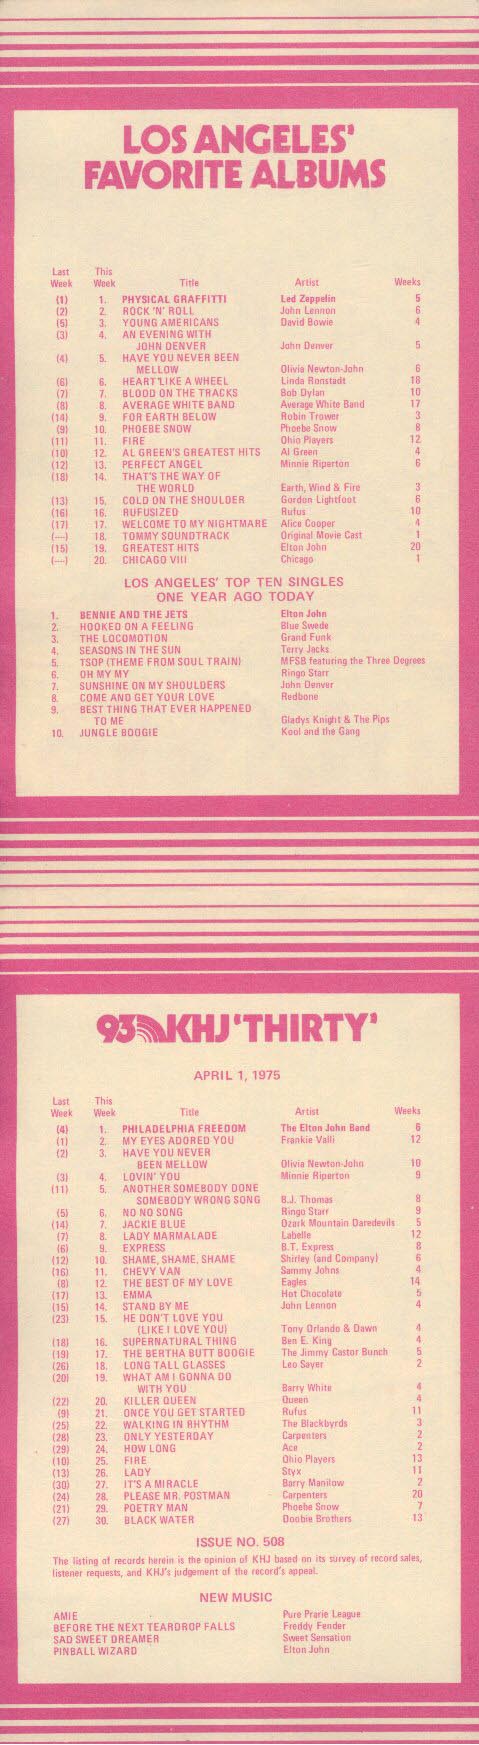 LOS ANGELES'
FAVORITE ALBUMS
Last This
Week Week Title Artist Weeks
(1) 1. PHYSICAL GRAFFITTI Led Zeppelin 5
(2) 2. ROCK 'N' ROLL John Lennon 6
(5) 3. YOUNG AMERICANS David Bowie 4
(3) 4. AN EVENING WITH
JOHN DENVER John Denver 5
(4) 5. HAVE YOU NEVER BEEN
MELLOW Olivia Newton-John 6
(6) 6. HEART LIKE A WHEEL Linda Ronstadt 18
(7) 7. BLOOD ON THE TRACKS Bob Dylan 10
(8) 8. AVERAGE WHITE BAND Average White Band 17
(14) 9. FOR EARTH BELOW Robin Trower 3
(9) 10. PHOEBE SNOW Phoebe Snow 8
(11) 11. FIRE Ohio Players 12
(10) 12. AL GREEN'S GREATEST HITS Al Green 4
(12) 13. PERFECT ANGEL Minnie Riperton 6
(18) 14. THAT'S THE WAY OF
THE WORLD Earth, Wind & Fire 3
(13) 15. COLD ON THE SHOULDER Gordon Lightfoot 6
(16) 16. RUFUSIZED Rufus 10
(17) 17. WELCOME TO MY NIGHTMARE Alice Cooper 4
(---) 18. TOMMY SOUNDTRACK Original Movie Cast 1
(15) 19. GREATEST HITS Elton John 20
(---) 20. CHICAGO VIII Chicago 1
LOS ANGELES' TOP TEN SINGLES
ONE YEAR AGO TODAY
1. BENNIE AND THE JETS Elton John
2. HOOKED ON A FEELING Blue Swede
3. THE LOCOMOTION Grand Funk
4. SEASONS IN THE SUN Terry Jacks
5. TSOP (THEME FROM SOUL TRAIN) MFSB featuring the Three Degrees
6. OH MY MY Ringo Starr
7. SUNSHINE ON MY SHOULDERS John Denver
8. COME AND GET YOUR LOVE Redbone
9. BEST THING THAT EVER HAPPENED
TO ME Gladys Knight & The Pips
10. JUNGLE BOOGIE Kool and the Gang
93 KHJ 'THIRTY'
APRIL 1, 1975
Last This
Week Week Title Artist Weeks
(4) 1. PHILADELPHIA FREEDOM The Elton John Band 6
(1) 2. MY EYES ADORED YOU Frankie Valli 12
(2) 3. HAVE YOU NEVER
BEEN MELLOW Olivia Newton-John 10
(3) 4. LOVIN' YOU Minnie Riperton 9
(11) 5. ANOTHER SOMEBODY DONE
SOMEBODY WRONG SONG B.J. Thomas 8
(5) 6. NO NO SONG Ringo Starr 9
(14) 7. JACKIE BLUE Ozark Mountain Daredevils 5
(7) 8. LADY MARMALADE Labelle 12
(6) 9. EXPRESS B.T. Express 8
(12) 10. SHAME, SHAME, SHAME Shirley (and Company) 6
(16) 11. CHEVY VAN Sammy Johns 4
(8) 12. THE BEST OF MY LOVE Eagles 14
(17) 13. EMMA Hot Chocolate 5
(15) 14. STAND BY ME John Lennon 4
(23) 15. HE DON'T LOVE YOU
(LIKE I LOVE YOU) Tony Orlando & Dawn 4
(18) 16. SUPERNATURAL THING Ben E. King 4
(19) 17. THE BERTHA BUTT BOOGIE The Jimmy Castor Bunch 5
(26) 18. LONG TALL GLASSES Leo Sayer 2
(20) 19. WHAT AM I GONNA DO
WITH YOU Barry White 4
(22) 20. KILLER QUEEN Queen 4
(9) 21. ONCE YOU GET STARTED Rufus 11
(25) 22. WALKING IN RHYTHM The Blackbyrds 3
(28) 23. ONLY YESTERDAY Carpenters 2
(29) 24. HOW LONG Ace 2
(10) 25. FIRE Ohio Players 13
(13) 26. LADY Styx 11
(30) 27. IT'S A MIRACLE Barry Manilow 2
(24) 28. PLEASE MR. POSTMAN Carpenters 20
(21) 29. POETRY MAN Phoebe Snow 7
(27) 30. BLACK WATER Doobie Brothers 13
ISSUE NO. 508
The listing of records herein is the opinion of KHJ based on its survey of record sales,
listener requests, and KHJ's judgement of the record's appeal.
NEW MUSIC
AMIE Pure Prarie League
BEFORE THE NEXT TEARDROP FALLS Freddy Fender
SAD SWEET DREAMER Sweet Sensation
PINBALL WIZARD Elton John